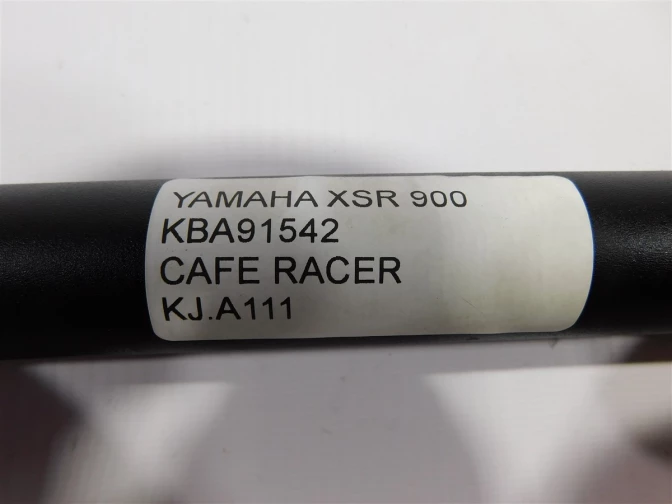 YAMAHA XSR 900
KBA91542
CAFE RACER
KJ.A111